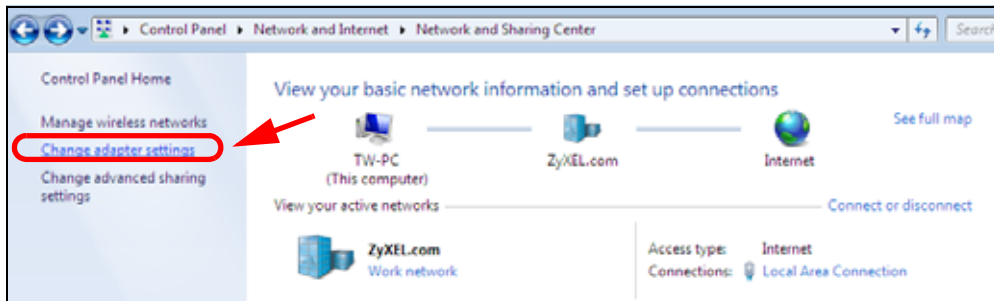 Control Panel ▸ Network and Internet ▸ Network and Sharing Center
Search
Control Panel Home
Manage wireless networks
Change adapter settings
Change advanced sharing
settings
View your basic network information and set up connections
See full map
TW-PC
(This computer)
ZyXEL.com
Internet
View your active networks
Connect or disconnect
ZyXEL.com
Work network
Access type: Internet
Connections: Local Area Connection